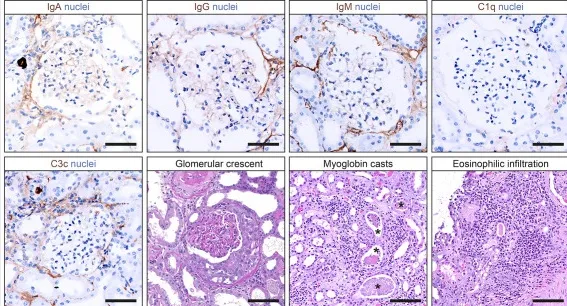 IgA nuclei
IgG nuclei
IgM nuclei
C1q nuclei
C3c nuclei
Glomerular crescent
Myoglobin casts
Eosinophilic infiltration
*
*
*
*